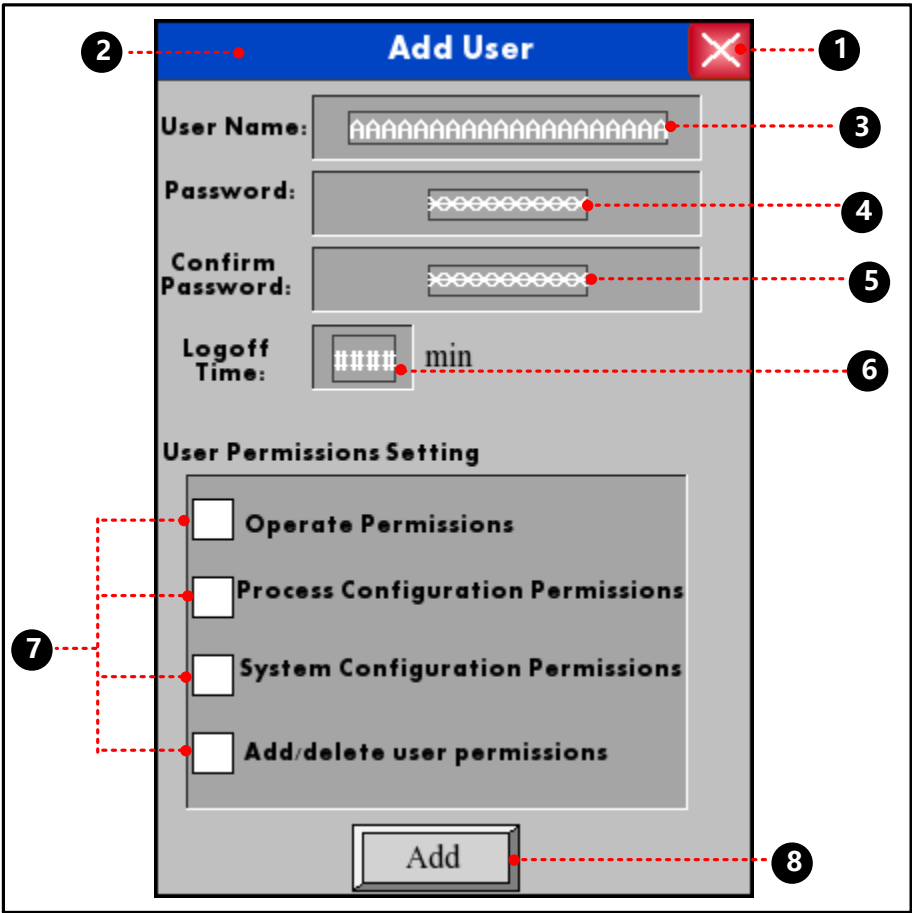 2
Add User
1
User Name:
AAAAAAAAAAAAAAAAAAAA
3
Password:
**********
4
Confirm
Password:
**********
5
Logoff
Time:
####
min
6
User Permissions Setting
Operate Permissions
Process Configuration Permissions
7
System Configuration Permissions
Add/delete user permissions
Add
8